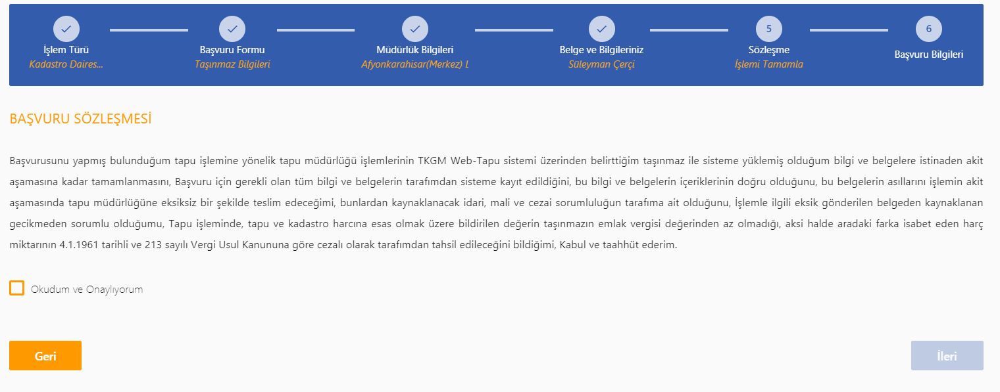 5
6
İşlem Türü
Başvuru Formu
Müdürlük Bilgileri
Belge ve Bilgileriniz
Sözleşme
Başvuru Bilgileri
Kadastro Daires...
Taşınmaz Bilgileri
Afyonkarahisar(Merkez) L
Süleyman Çerçi
İşlemi Tamamla
BAŞVURU SÖZLEŞMESİ
Başvurusunu yapmış bulunduğum tapu işlemine yönelik tapu müdürlüğü işlemlerinin TKGM Web-Tapu sistemi üzerinden belirttiğim taşınmaz ile sisteme yüklemiş olduğum bilgi ve belgelere istinaden akit
aşamasına kadar tamamlanmasını, Başvuru için gerekli olan tüm bilgi ve belgelerin tarafımdan sisteme kayıt edildiğini, bu bilgi ve belgelerin içeriklerinin doğru olduğunu, bu belgelerin asıllarını işlemin akit
aşamasında tapu müdürlüğüne eksiksiz bir şekilde teslim edeceğimi, bunlardan kaynaklanacak idari, mali ve cezai sorumluluğun tarafıma ait olduğunu, İşlemle ilgili eksik gönderilen belgeden kaynaklanan
gecikmeden sorumlu olduğumu, Tapu işleminde, tapu ve kadastro harcına esas olmak üzere bildirilen değerin taşınmazın emlak vergisi değerinden az olmadığı, aksi halde aradaki farka isabet eden harç
miktarının 4.1.1961 tarihli ve 213 sayılı Vergi Usul Kanununa göre cezalı olarak tarafımdan tahsil edileceğini bildiğimi, Kabul ve taahhüt ederim.
Okudum ve Onaylıyorum
Geri
İleri